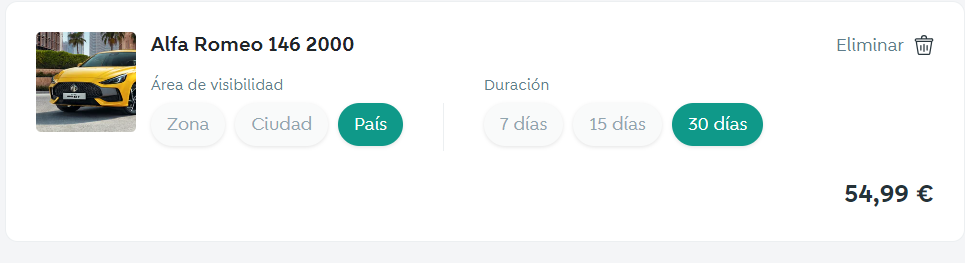 Alfa Romeo 146 2000
Eliminar
Área de visibilidad
Duración
Zona
Ciudad
País
7 días
15 días
30 días
54,99 €